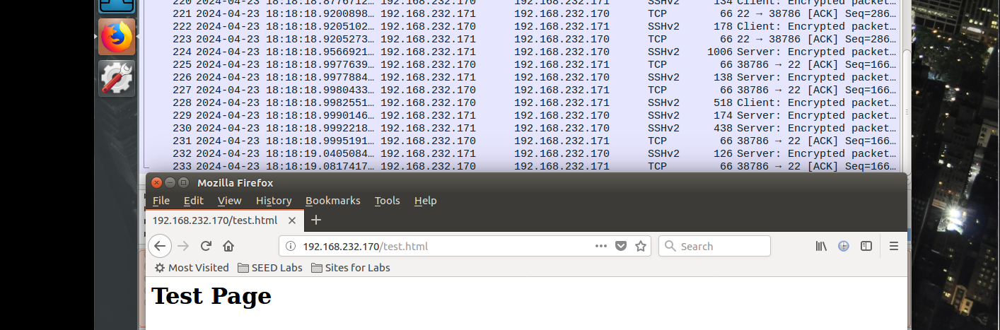 220 2024-04-23 18:18:18.8776712… 192.168.232.170 192.168.232.171 SSHv2 134 Client: Encrypted packet…
221 2024-04-23 18:18:18.9200898… 192.168.232.171 192.168.232.170 TCP 66 22 → 38786 [ACK] Seq=286…
222 2024-04-23 18:18:18.9205102… 192.168.232.170 192.168.232.171 SSHv2 178 Client: Encrypted packet…
223 2024-04-23 18:18:18.9205273… 192.168.232.171 192.168.232.170 TCP 66 22 → 38786 [ACK] Seq=286…
224 2024-04-23 18:18:18.9566921… 192.168.232.171 192.168.232.170 SSHv2 1006 Server: Encrypted packet…
225 2024-04-23 18:18:18.9977639… 192.168.232.170 192.168.232.171 TCP 66 38786 → 22 [ACK] Seq=166…
226 2024-04-23 18:18:18.9977884… 192.168.232.171 192.168.232.170 SSHv2 138 Server: Encrypted packet…
227 2024-04-23 18:18:18.9980433… 192.168.232.170 192.168.232.171 TCP 66 38786 → 22 [ACK] Seq=166…
228 2024-04-23 18:18:18.9982551… 192.168.232.170 192.168.232.171 SSHv2 518 Client: Encrypted packet…
229 2024-04-23 18:18:18.9990146… 192.168.232.171 192.168.232.170 SSHv2 174 Server: Encrypted packet…
230 2024-04-23 18:18:18.9992218… 192.168.232.171 192.168.232.170 SSHv2 438 Server: Encrypted packet…
231 2024-04-23 18:18:18.9995191… 192.168.232.170 192.168.232.171 TCP 66 38786 → 22 [ACK] Seq=166…
232 2024-04-23 18:18:19.0405084… 192.168.232.171 192.168.232.170 SSHv2 126 Server: Encrypted packet…
233 2024-04-23 18:18:19.0817417… 192.168.232.170 192.168.232.171 TCP 66 38786 → 22 [ACK] Seq=166…
Mozilla Firefox
File Edit View History Bookmarks Tools Help
192.168.232.170/test.html
192.168.232.170/test.html Search
Most Visited SEED Labs Sites for Labs
Test Page